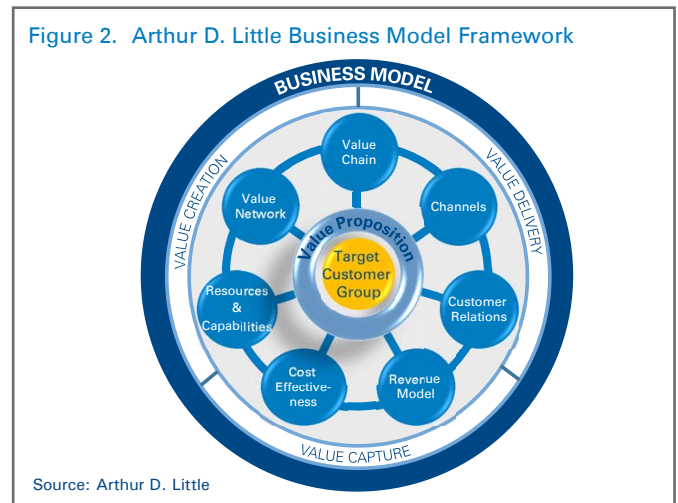 Figure 2. Arthur D. Little Business Model Framework
BUSINESS MODEL
VALUE CREATION
VALUE DELIVERY
Value
Chain
Value
Network
Channels
Value Proposition
Target
Customer
Group
Resources
&
Capabilities
Customer
Relations
Cost
Effective-
ness
Revenue
Model
VALUE CAPTURE
Source: Arthur D. Little